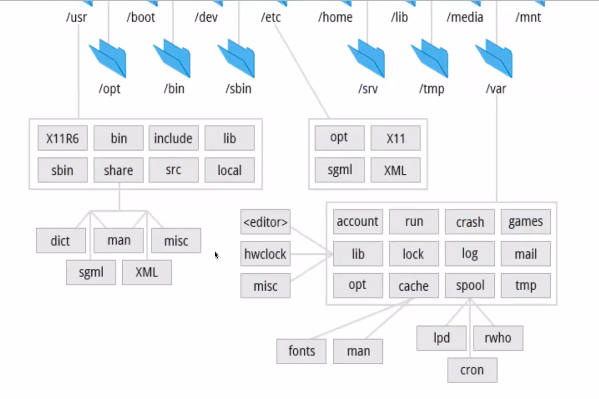 /usr /boot /dev /etc /home /lib /media /mnt
/opt /bin /sbin /srv /tmp /var
X11R6 bin include lib opt X11
sbin share src local sgml XML
<editor> account run crash games
dict man misc hwclock lib lock log mail
sgml XML misc opt cache spool tmp
lpd rwho
fonts man
cron